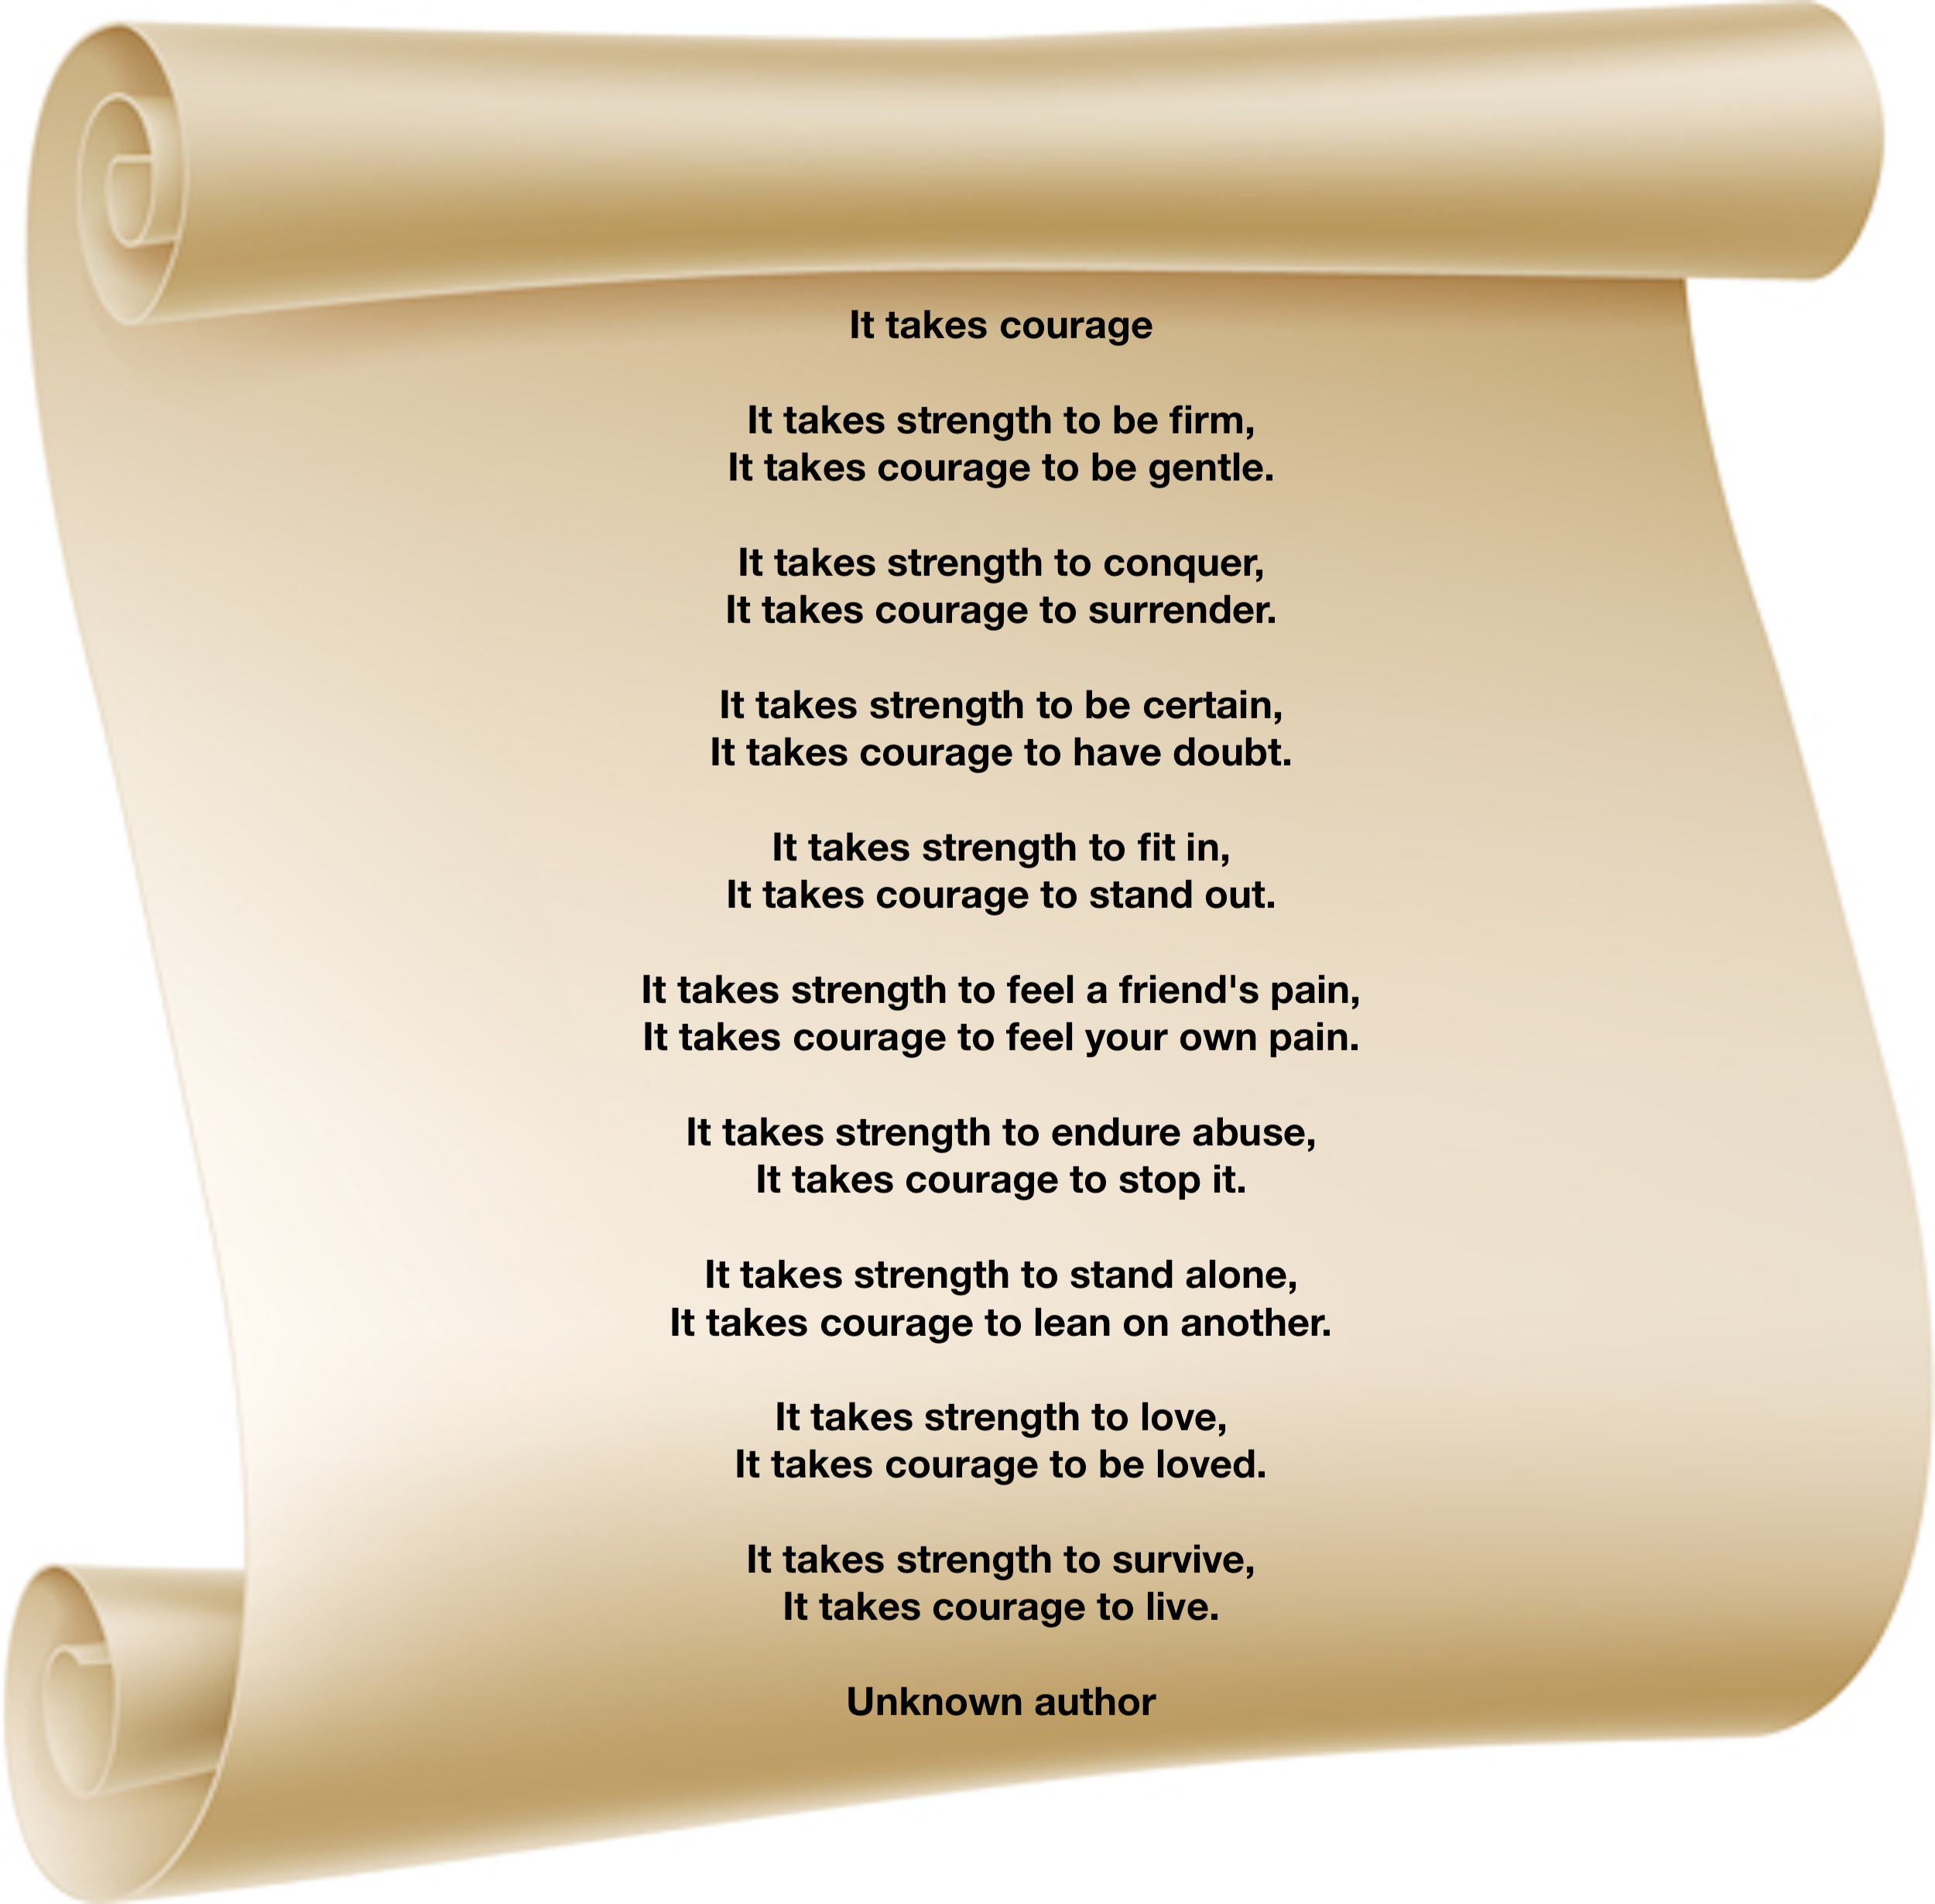 It takes courage
It takes strength to be firm,
It takes courage to be gentle.
It takes strength to conquer,
It takes courage to surrender.
It takes strength to be certain,
It takes courage to have doubt.
It takes strength to fit in,
It takes courage to stand out.
It takes strength to feel a friend's pain,
It takes courage to feel your own pain.
It takes strength to endure abuse,
It takes courage to stop it.
It takes strength to stand alone,
It takes courage to lean on another.
It takes strength to love,
It takes courage to be loved.
It takes strength to survive,
It takes courage to live.
Unknown author